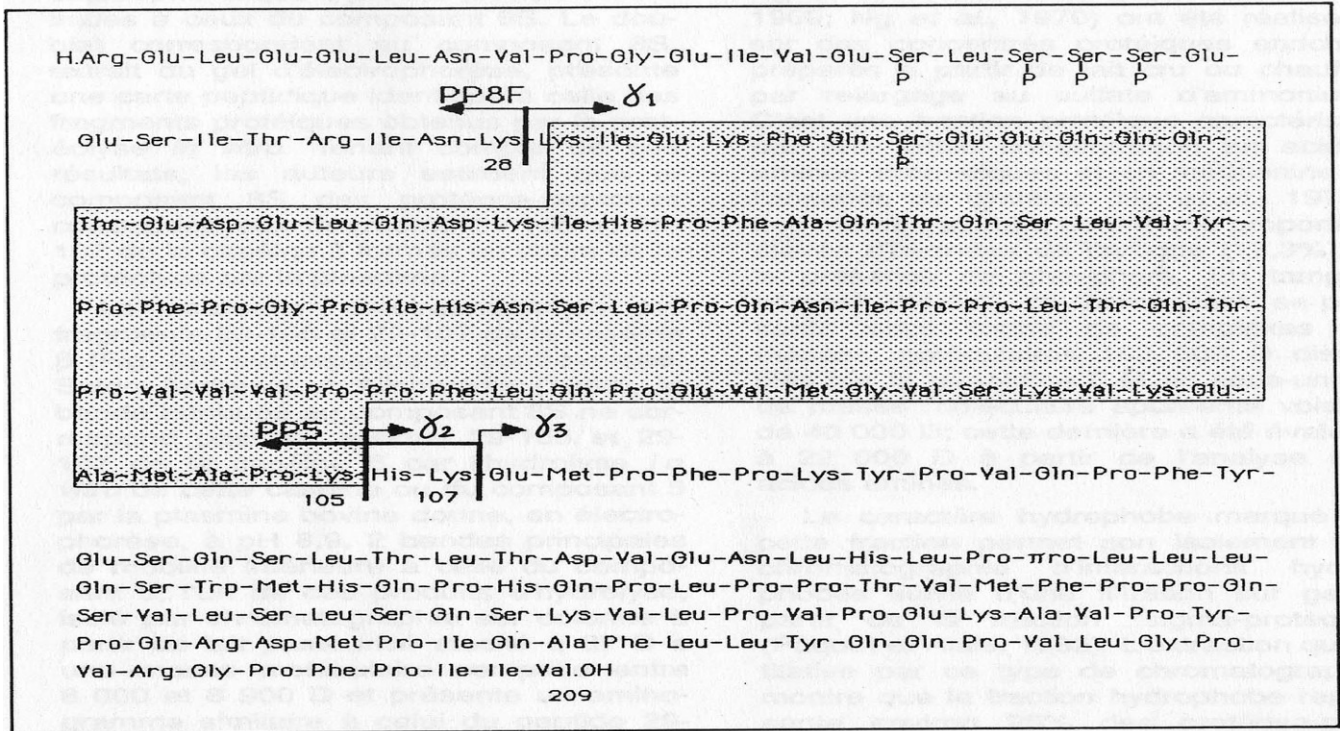 H.Arg-Glu-Leu-Glu-Glu-Leu-Asn-Val-Pro-Gly-Glu-Ile-Val-Glu-Ser-Leu-Ser-Ser-Ser-Glu-
P P P P
PP8F γ1
Glu-Ser-Ile-Thr-Arg-Ile-Asn-Lys-Lys-Ile-Glu-Lys-Phe-Gln-Ser-Glu-Glu-Gln-Gln-Gln-
28 P
Thr-Glu-Asp-Glu-Leu-Gln-Asp-Lys-Ile-His-Pro-Phe-Ala-Gln-Thr-Gln-Ser-Leu-Val-Tyr-
Pro-Phe-Pro-Gly-Pro-Ile-His-Asn-Ser-Leu-Pro-Gln-Asn-Ile-Pro-Pro-Leu-Thr-Gln-Thr-
Pro-Val-Val-Val-Pro-Pro-Phe-Leu-Gln-Pro-Glu-Val-Met-Gly-Val-Ser-Lys-Val-Lys-Glu-
PP5 γ2 γ3
Ala-Met-Ala-Pro-Lys-His-Lys-Glu-Met-Pro-Phe-Pro-Lys-Tyr-Pro-Val-Gln-Pro-Phe-Tyr-
105 107
Glu-Ser-Gln-Ser-Leu-Thr-Leu-Thr-Asp-Val-Glu-Asn-Leu-His-Leu-Pro-Pro-Leu-Leu-Leu-
Gln-Ser-Trp-Met-His-Gln-Pro-His-Gln-Pro-Leu-Pro-Pro-Thr-Val-Met-Phe-Pro-Pro-Gln-
Ser-Val-Leu-Ser-Leu-Ser-Gln-Ser-Lys-Val-Leu-Pro-Val-Pro-Glu-Lys-Ala-Val-Pro-Tyr-
Pro-Gln-Arg-Asp-Met-Pro-Ile-Gln-Ala-Phe-Leu-Leu-Tyr-Gln-Gln-Pro-Val-Leu-Gly-Pro-
Val-Arg-Gly-Pro-Phe-Pro-Ile-Ile-Val.OH
209